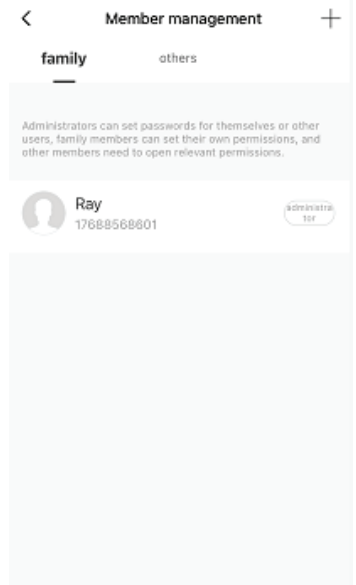 Member management
family
others
Administrators can set passwords for themselves or other
users, family members can set their own permissions, and
other members need to open relevant permissions.
Ray
17688568601
administra
tor